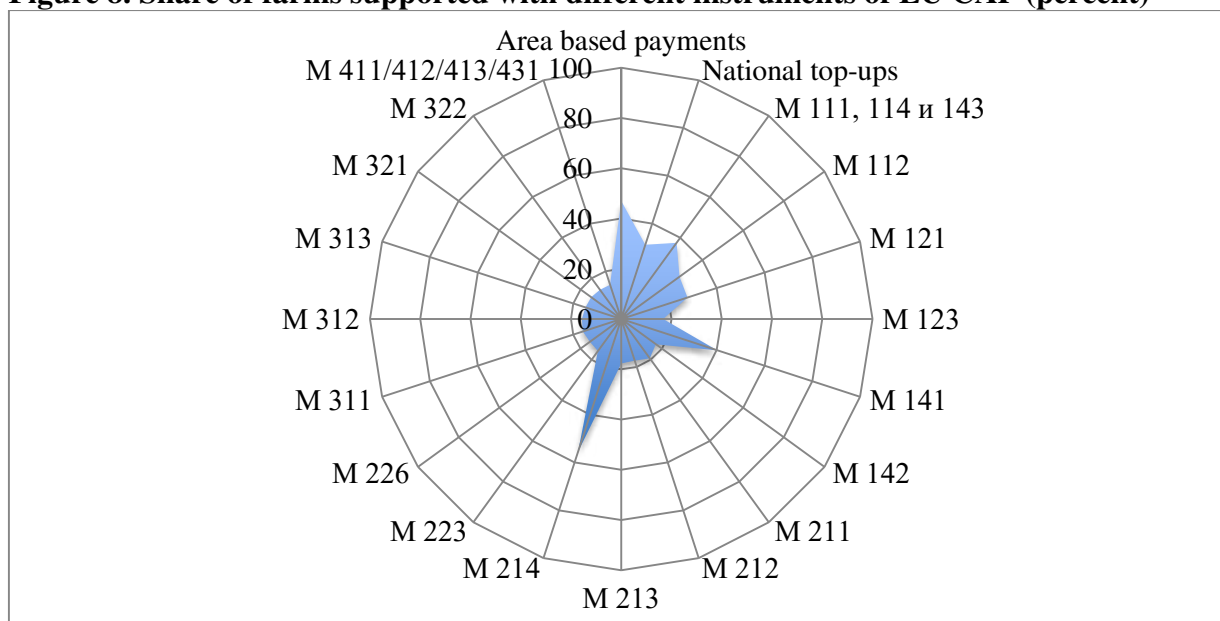 Figure 8. Share of farms supported with different instruments of EU CAP (percent)
Area based payments
M 411/412/413/431 100 National top-ups
M 322 M 111, 114 и 143
80
M 321 M 112
60
M 313 M 121
40
20
M 312 0 M 123
M 311 M 141
M 226 M 142
M 223 M 211
M 214 M 212
M 213